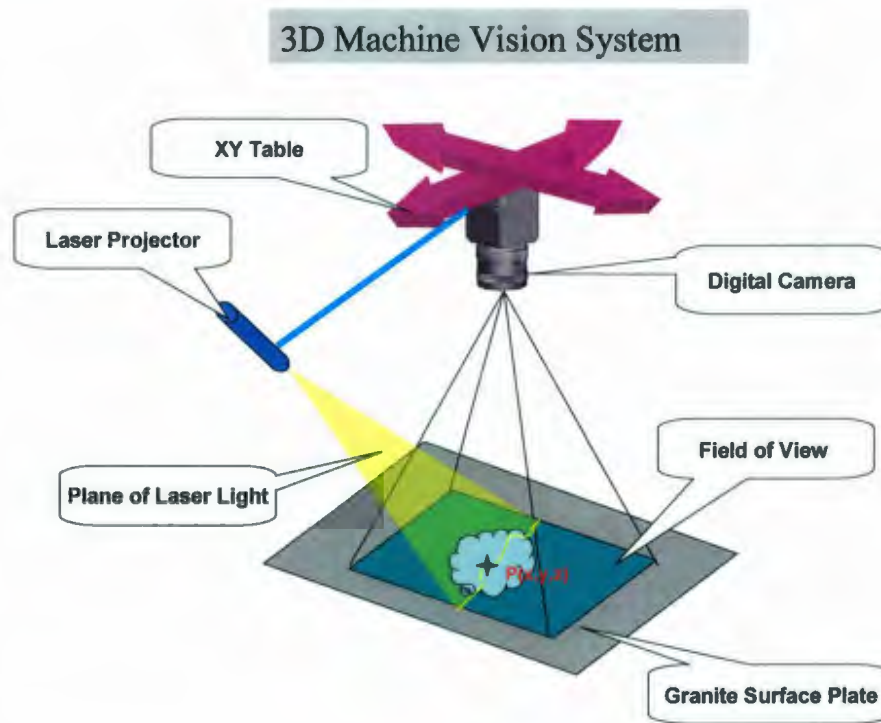 3D Machine Vision System
XY Table
Laser Projector
Digital Camera
Field of View
Plane of Laser Light
P(x,y,z)
Granite Surface Plate